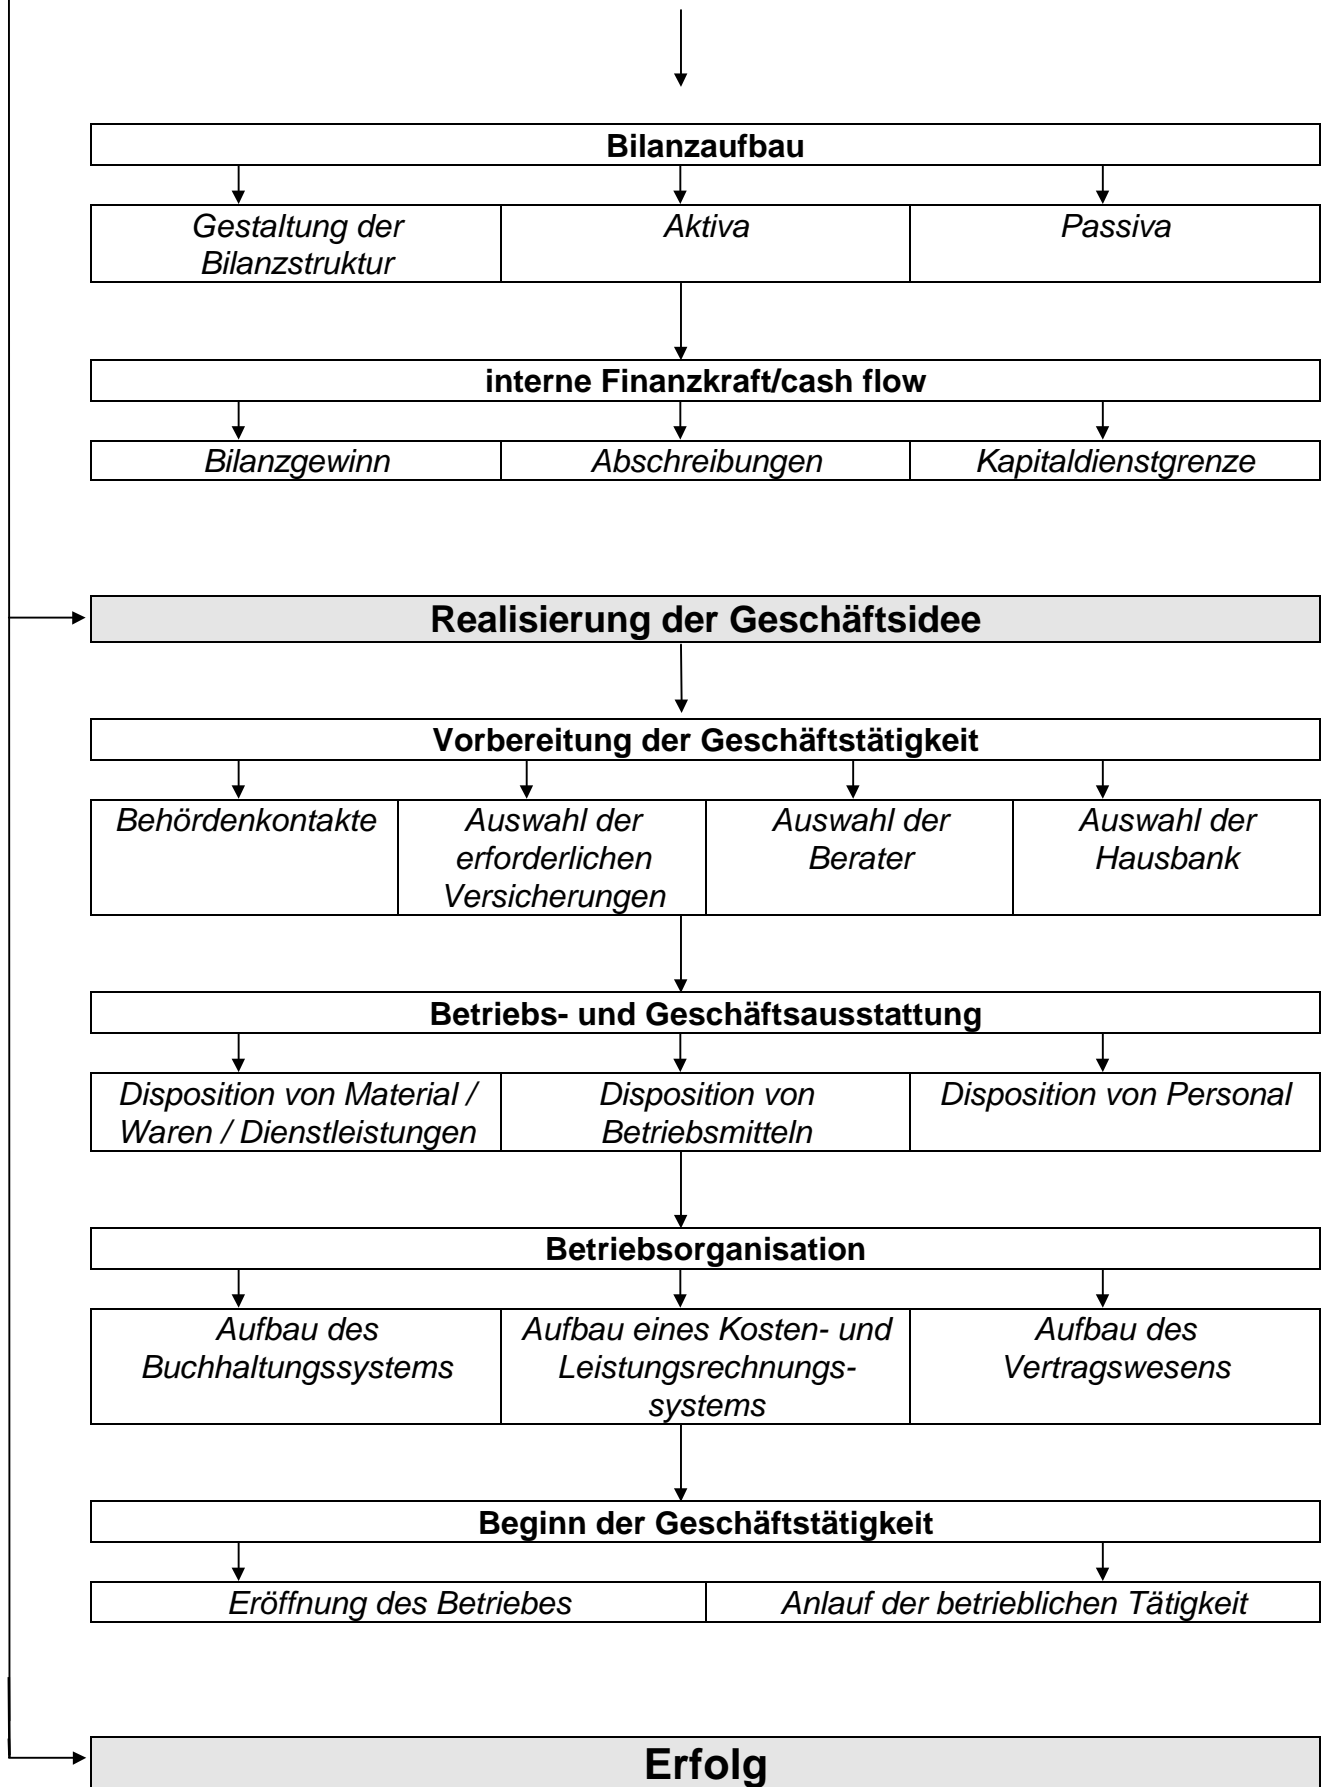 Bilanzaufbau
Gestaltung der
Bilanzstruktur
Aktiva
Passiva
interne Finanzkraft/cash flow
Bilanzgewinn
Abschreibungen
Kapitaldienstgrenze
Realisierung der Geschäftsidee
Vorbereitung der Geschäftstätigkeit
Behördenkontakte
Auswahl der
erforderlichen
Versicherungen
Auswahl der
Berater
Auswahl der
Hausbank
Betriebs- und Geschäftsausstattung
Disposition von Material /
Waren / Dienstleistungen
Disposition von
Betriebsmitteln
Disposition von Personal
Betriebsorganisation
Aufbau des
Buchhaltungssystems
Aufbau eines Kosten- und
Leistungsrechnungs-
systems
Aufbau des
Vertragswesens
Beginn der Geschäftstätigkeit
Eröffnung des Betriebes
Anlauf der betrieblichen Tätigkeit
Erfolg